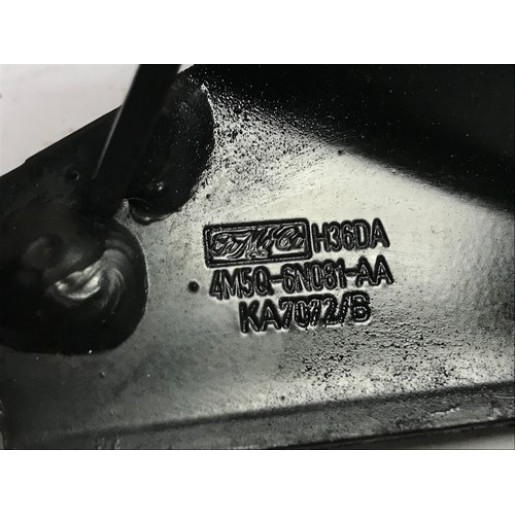 FoMoCo H36DA
4M5Q-6N081-AA
KA7072/B